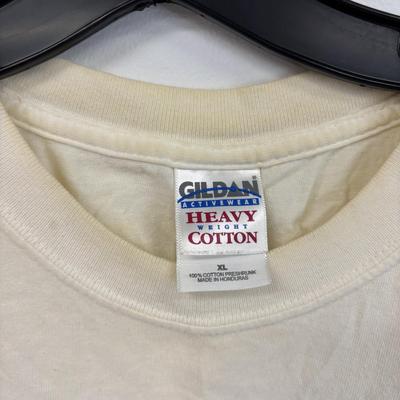 GILDAN®
ACTIVEWEAR
HEAVY
WEIGHT
COTTON
XL
100% COTTON PRESHRUNK
MADE IN HONDURAS